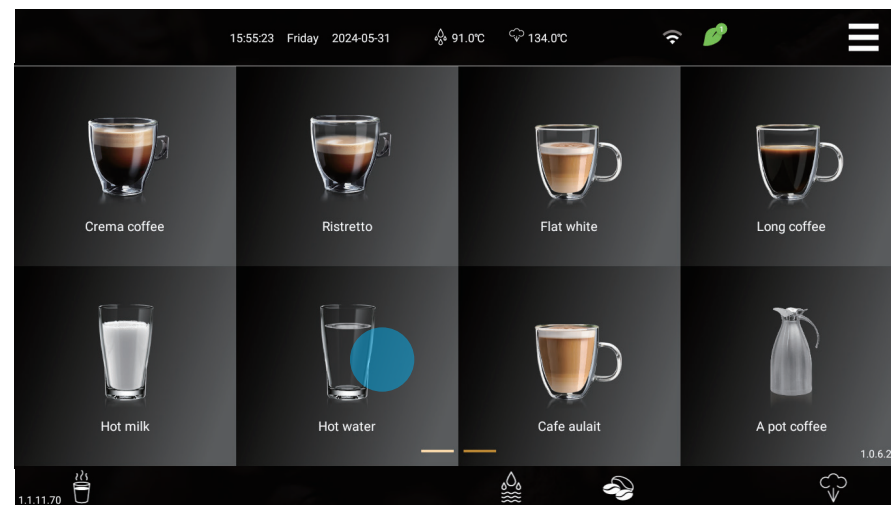 15:55:23 Friday 2024-05-31 91.0℃ 134.0℃ 1
Crema coffee Ristretto Flat white Long coffee
Hot milk Hot water Cafe aulait A pot coffee
1.0.6.2
1.1.11.70